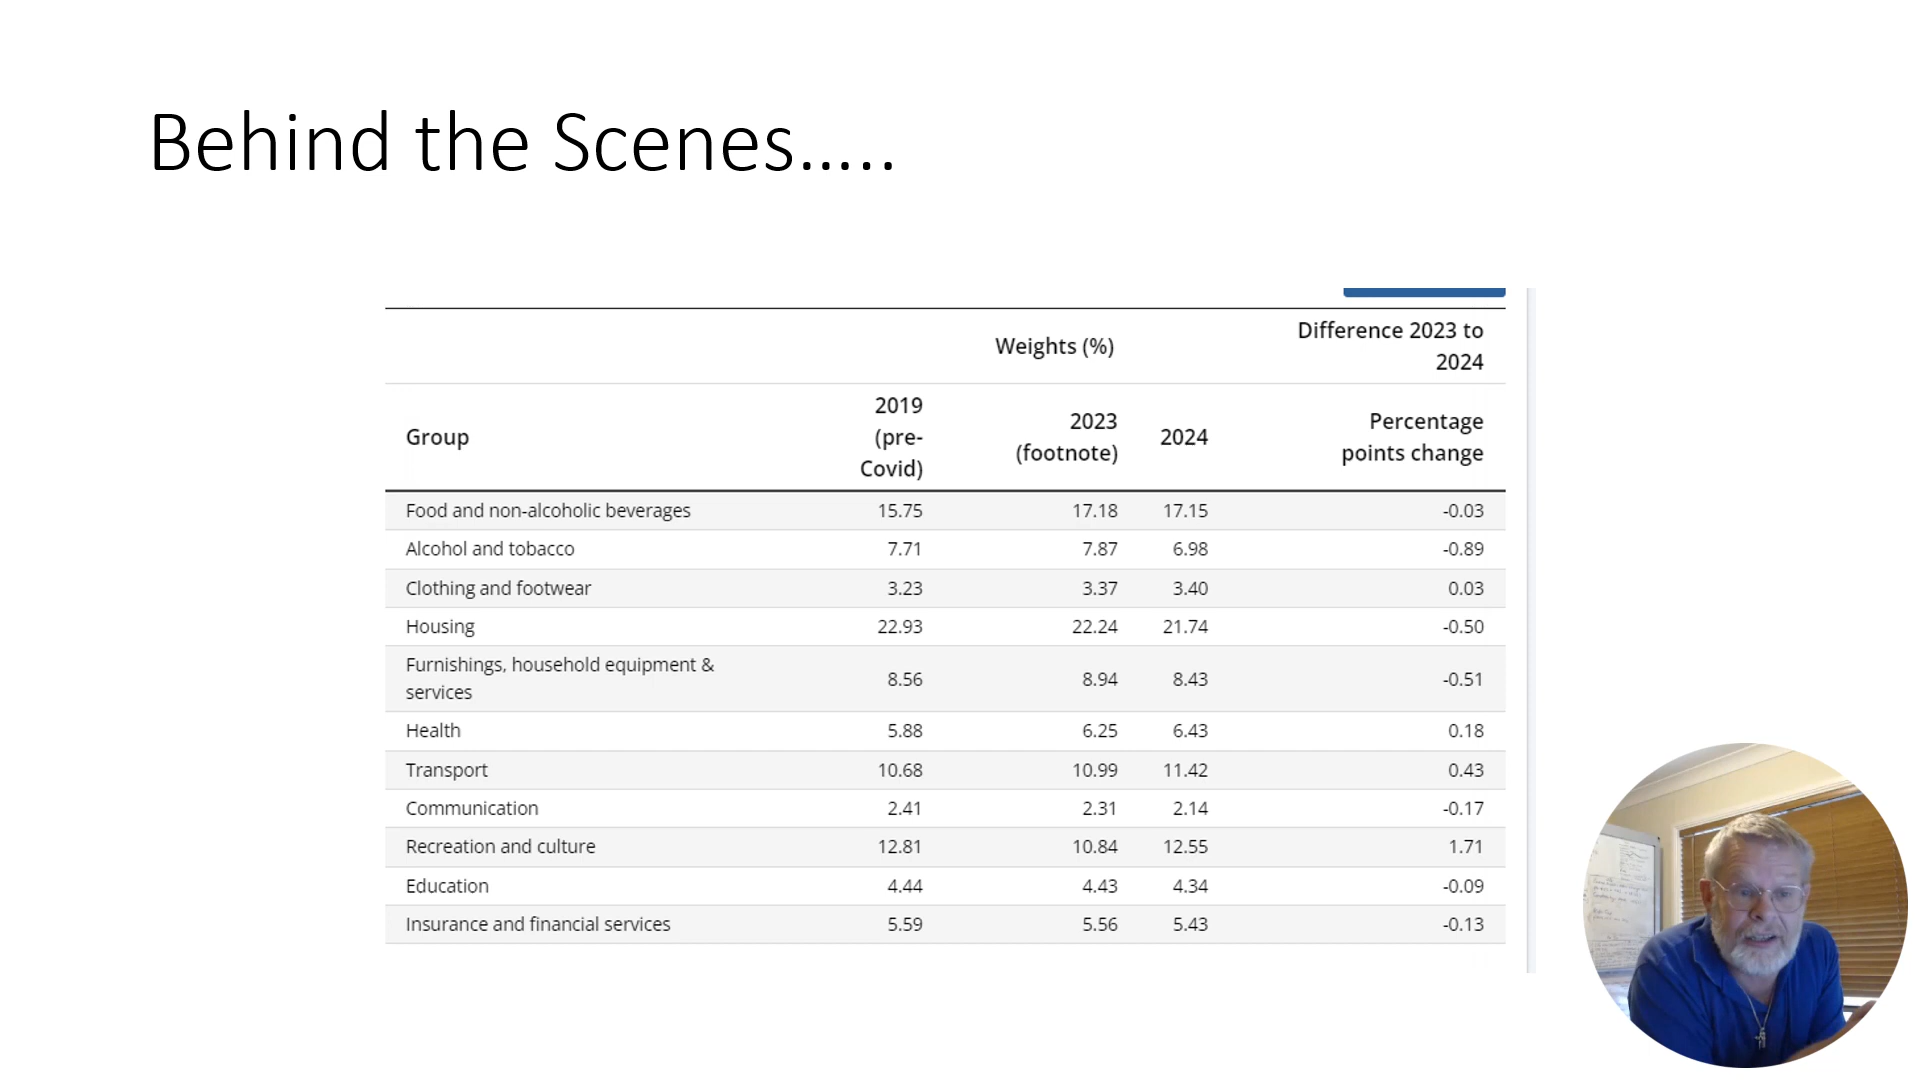 Behind the Scenes.....
Weights (%)
Difference 2023 to
2024
Group
2019
(pre-
Covid)
2023
(footnote)
2024
Percentage
points change
Food and non-alcoholic beverages 15.75 17.18 17.15 -0.03
Alcohol and tobacco 7.71 7.87 6.98 -0.89
Clothing and footwear 3.23 3.37 3.40 0.03
Housing 22.93 22.24 21.74 -0.50
Furnishings, household equipment &
services 8.56 8.94 8.43 -0.51
Health 5.88 6.25 6.43 0.18
Transport 10.68 10.99 11.42 0.43
Communication 2.41 2.31 2.14 -0.17
Recreation and culture 12.81 10.84 12.55 1.71
Education 4.44 4.43 4.34 -0.09
Insurance and financial services 5.59 5.56 5.43 -0.13